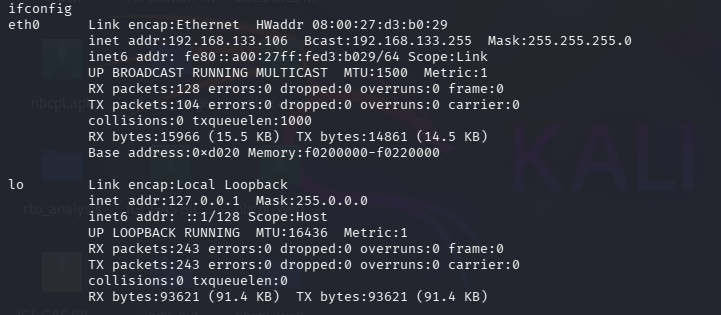 ifconfig
eth0      Link encap:Ethernet  HWaddr 08:00:27:d3:b0:29
          inet addr:192.168.133.106  Bcast:192.168.133.255  Mask:255.255.255.0
          inet6 addr: fe80::a00:27ff:fed3:b029/64 Scope:Link
          UP BROADCAST RUNNING MULTICAST  MTU:1500  Metric:1
          RX packets:128 errors:0 dropped:0 overruns:0 frame:0
          TX packets:104 errors:0 dropped:0 overruns:0 carrier:0
          collisions:0 txqueuelen:1000
          RX bytes:15966 (15.5 KB)  TX bytes:14861 (14.5 KB)
          Base address:0xd020 Memory:f0200000-f0220000
KALI
lo        Link encap:Local Loopback
          inet addr:127.0.0.1  Mask:255.0.0.0
          inet6 addr: ::1/128 Scope:Host
          UP LOOPBACK RUNNING  MTU:16436  Metric:1
          RX packets:243 errors:0 dropped:0 overruns:0 frame:0
          TX packets:243 errors:0 dropped:0 overruns:0 carrier:0
          collisions:0 txqueuelen:0
          RX bytes:93621 (91.4 KB)  TX bytes:93621 (91.4 KB)